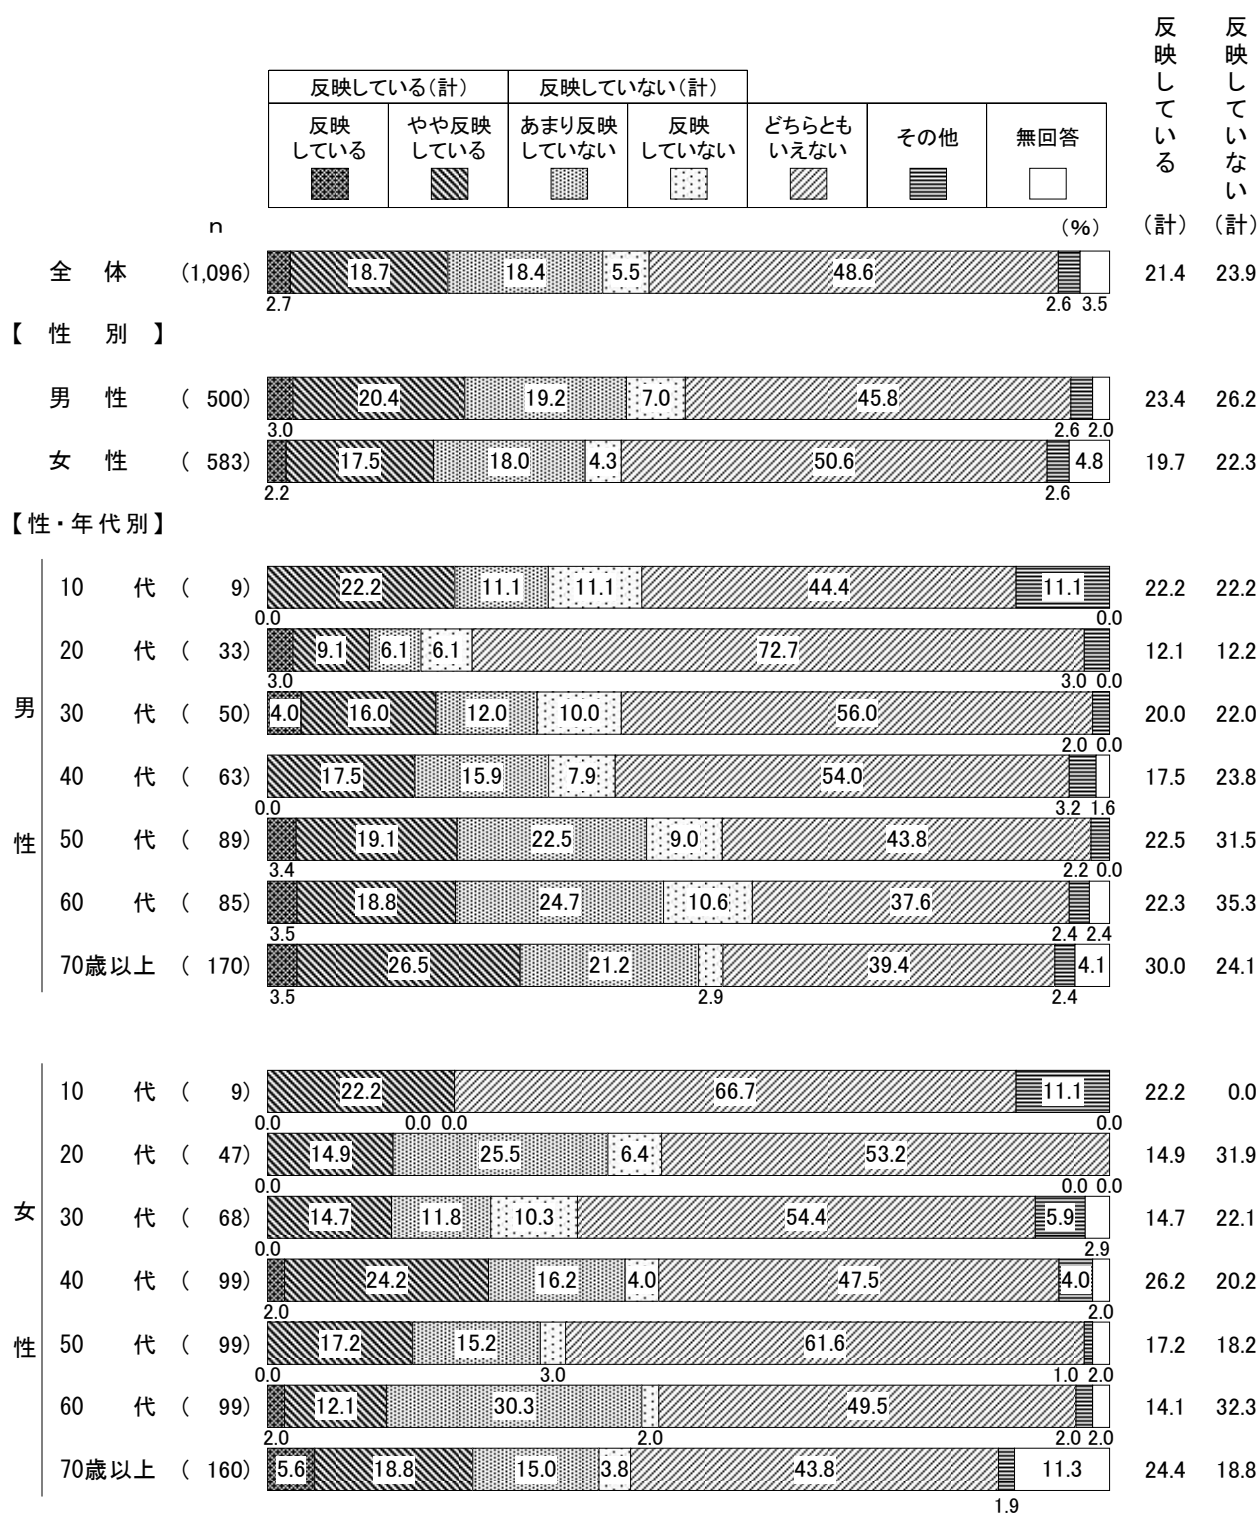 反映している(計) 反映していない(計)
反映している やや反映している あまり反映していない 反映していない どちらともいえない その他 無回答
反映している(計) 反映していない(計)
n (%)
全体 (1,096) 18.7 18.4 5.5 48.6 21.4 23.9
2.7 2.6 3.5
【性別】
男性 (500) 20.4 19.2 7.0 45.8 23.4 26.2
3.0 2.6 2.0
女性 (583) 17.5 18.0 4.3 50.6 4.8 19.7 22.3
2.2 2.6
【性・年代別】
男性
10代 (9) 22.2 11.1 11.1 44.4 11.1 22.2 22.2
0.0 0.0
20代 (33) 9.1 6.1 6.1 72.7 12.1 12.2
3.0 3.0 0.0
30代 (50) 4.0 16.0 12.0 10.0 56.0 20.0 22.0
2.0 0.0
40代 (63) 17.5 15.9 7.9 54.0 17.5 23.8
0.0 3.2 1.6
50代 (89) 19.1 22.5 9.0 43.8 22.5 31.5
3.4 2.2 0.0
60代 (85) 18.8 24.7 10.6 37.6 22.3 35.3
3.5 2.4 2.4
70歳以上 (170) 26.5 21.2 39.4 4.1 30.0 24.1
3.5 2.9 2.4
女性
10代 (9) 22.2 66.7 11.1 22.2 0.0
0.0 0.0 0.0 0.0
20代 (47) 14.9 25.5 6.4 53.2 14.9 31.9
0.0 0.0 0.0
30代 (68) 14.7 11.8 10.3 54.4 5.9 14.7 22.1
0.0 2.9
40代 (99) 24.2 16.2 4.0 47.5 4.0 26.2 20.2
2.0 2.0
50代 (99) 17.2 15.2 61.6 17.2 18.2
0.0 3.0 1.0 2.0
60代 (99) 12.1 30.3 49.5 14.1 32.3
2.0 2.0 2.0 2.0
70歳以上 (160) 5.6 18.8 15.0 3.8 43.8 11.3 24.4 18.8
1.9